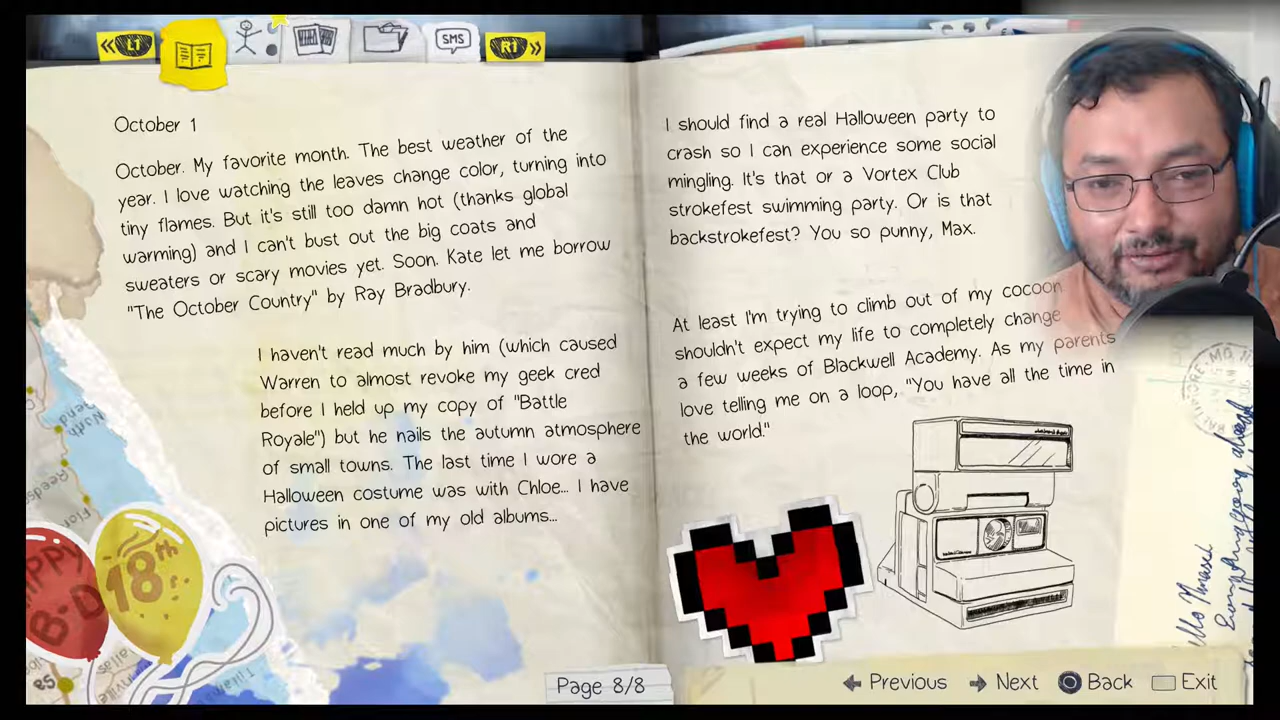 L1
SMS
R1
October 1
October. My favorite month. The best weather of the
year. I love watching the leaves change color, turning into
tiny flames. But it's still too damn hot (thanks global
warming) and I can't bust out the big coats and
sweaters or scary movies yet. Soon. Kate let me borrow
"The October Country" by Ray Bradbury.
I haven't read much by him (which caused
Warren to almost revoke my geek cred
before I held up my copy of "Battle
Royale") but he nails the autumn atmosphere
of small towns. The last time I wore a
Halloween costume was with Chloe... I have
pictures in one of my old albums...
I should find a real Halloween party to
crash so I can experience some social
mingling. It's that or a Vortex Club
strokefest swimming party. Or is that
backstrokefest? You so punny, Max.
At least I'm trying to climb out of my cocoon
shouldn't expect my life to completely change
a few weeks of Blackwell Academy. As my parents
love telling me on a loop, "You have all the time in
the world."
HAPPY
B-D
18th
Page 8/8
Previous
Next
Back
Exit